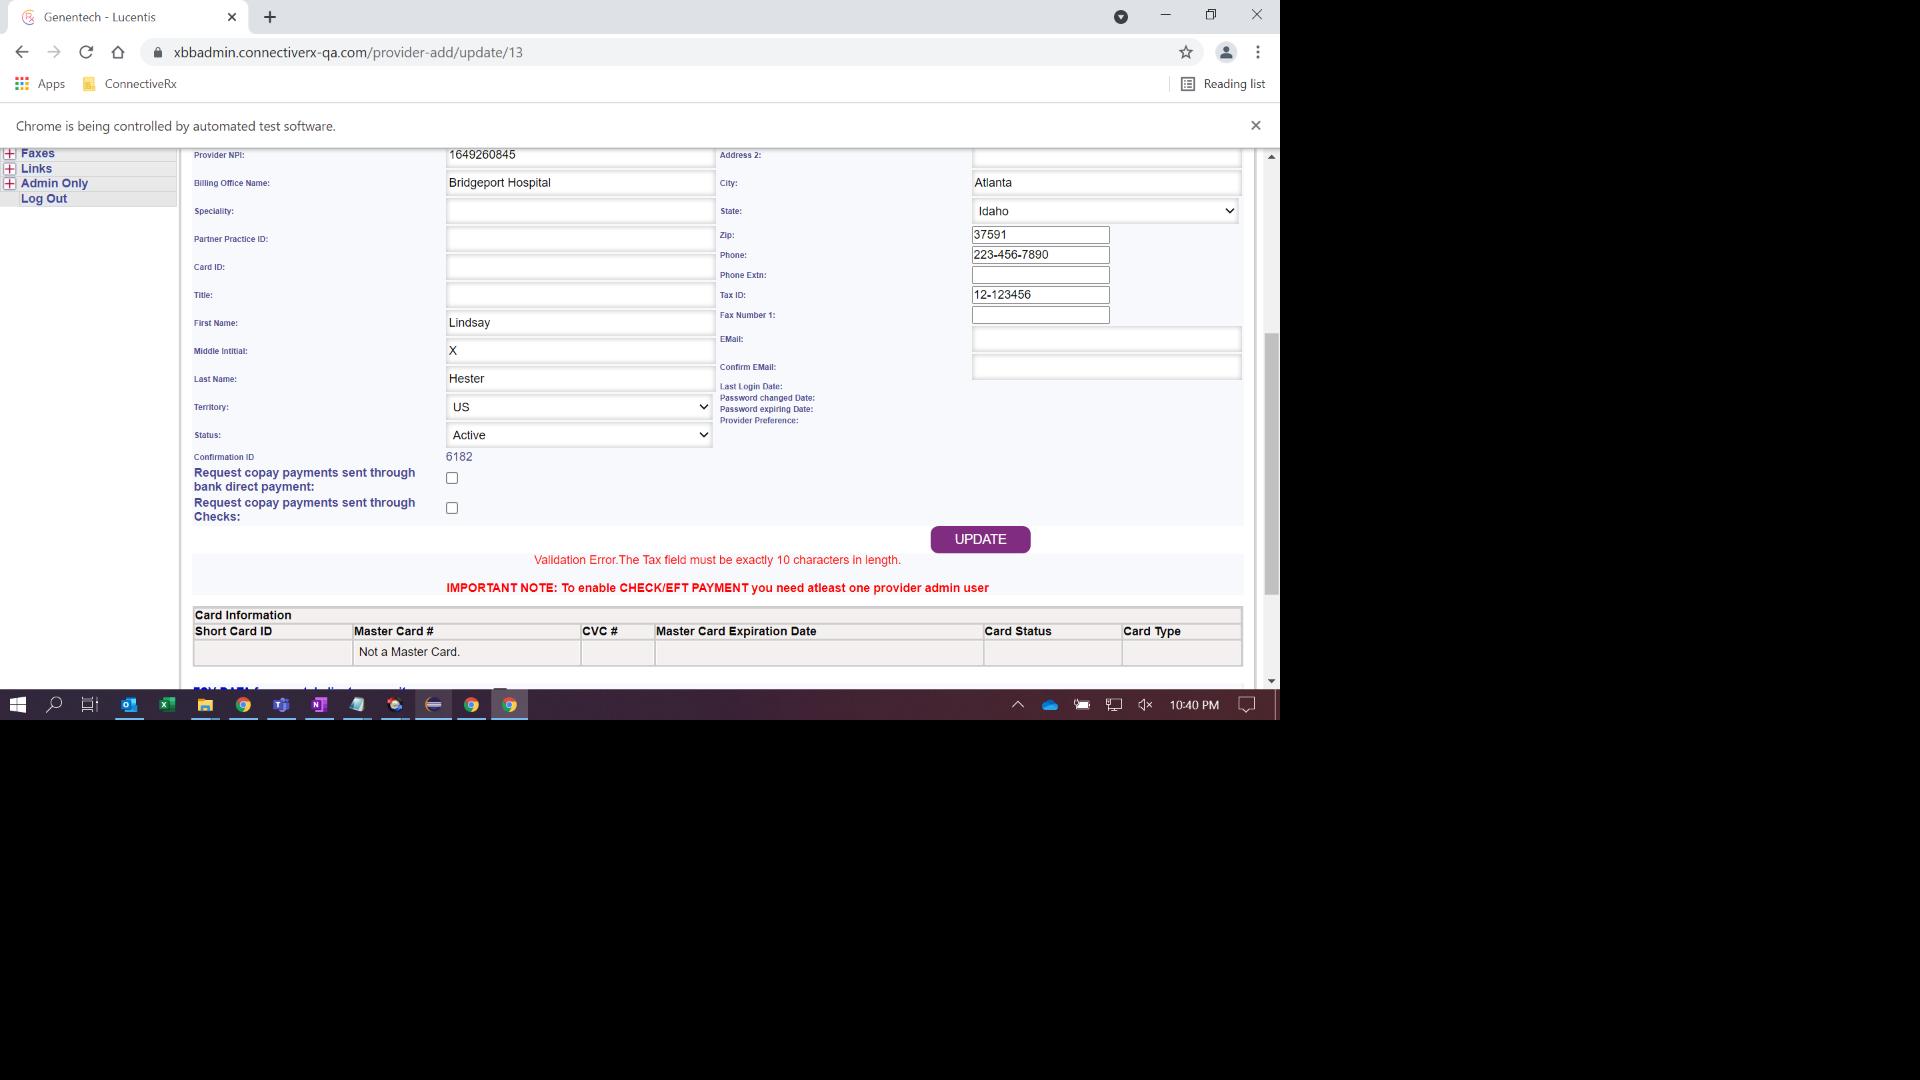 Genentech - Lucentis
xbbadmin.connectiverx-qa.com/provider-add/update/13
Apps
ConnectiveRx
Reading list
Chrome is being controlled by automated test software.
Faxes
Links
Admin Only
Log Out
Provider NPI: 1649260845 Address 2:
Billing Office Name: Bridgeport Hospital City: Atlanta
Speciality: State: Idaho
Partner Practice ID: Zip: 37591
Phone: 223-456-7890
Card ID: Phone Extn:
Title: Tax ID: 12-123456
First Name: Lindsay Fax Number 1:
Middle Intitial: X EMail:
Last Name: Hester Confirm EMail:
Last Login Date:
Password changed Date:
Territory: US Password expiring Date:
Provider Preference:
Status: Active
Confirmation ID 6182
Request copay payments sent through
bank direct payment:
Request copay payments sent through
Checks:
UPDATE
Validation Error.The Tax field must be exactly 10 characters in length.
IMPORTANT NOTE: To enable CHECK/EFT PAYMENT you need atleast one provider admin user
Card Information
Short Card ID Master Card # CVC # Master Card Expiration Date Card Status Card Type
Not a Master Card.
10:40 PM